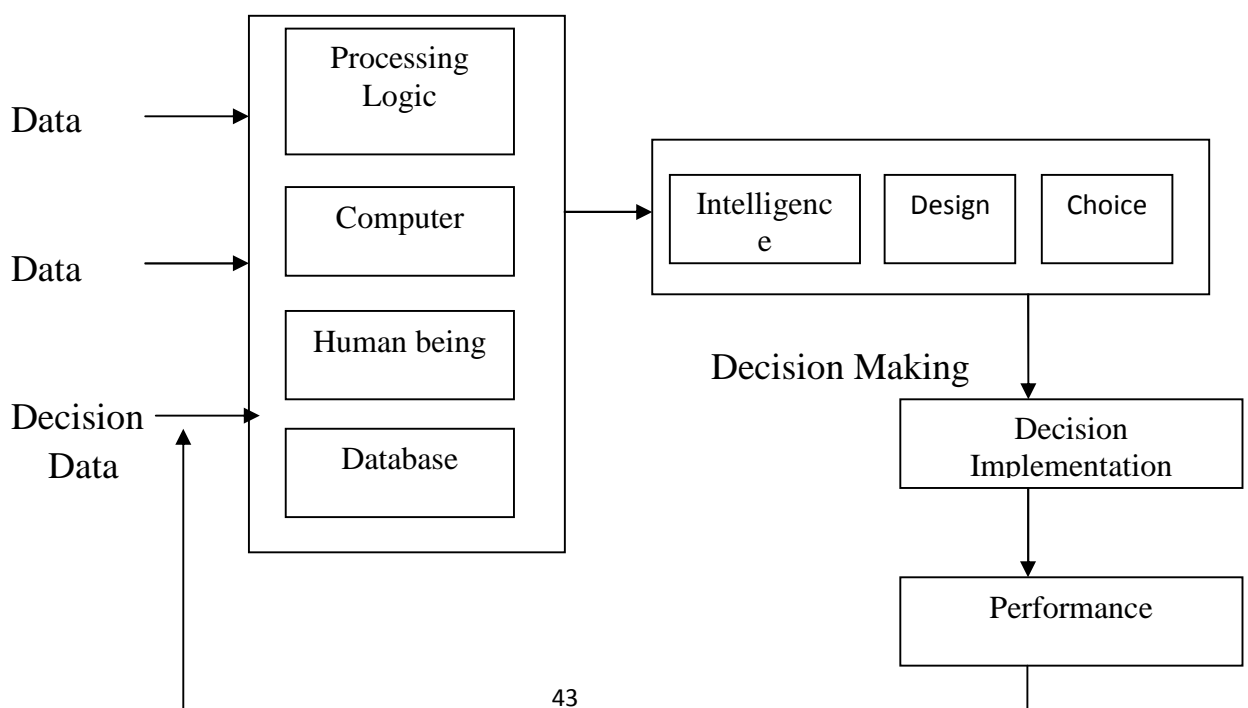 Data
Data
Decision
Data
Processing
Logic
Computer
Human being
Database
Intelligenc
e
Design
Choice
Decision Making
Decision
Implementation
Performance
43